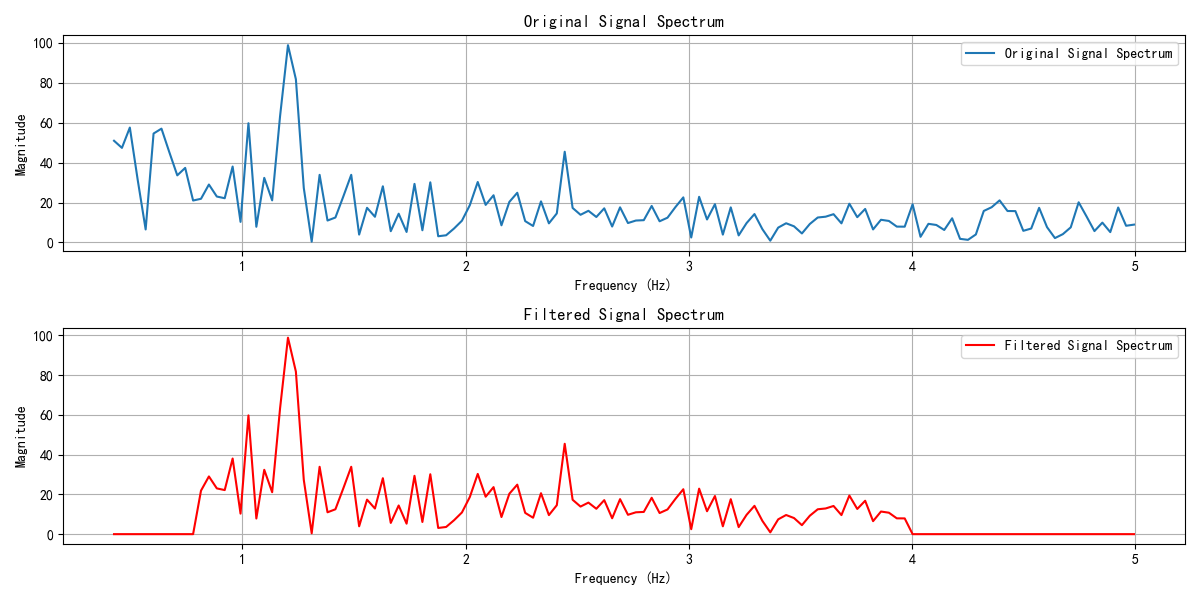 Original Signal Spectrum
100
80
60
40
20
0
Magnitude
Original Signal Spectrum
1
2
3
4
5
Frequency (Hz)
Filtered Signal Spectrum
100
80
60
40
20
0
Magnitude
Filtered Signal Spectrum
1
2
3
4
5
Frequency (Hz)